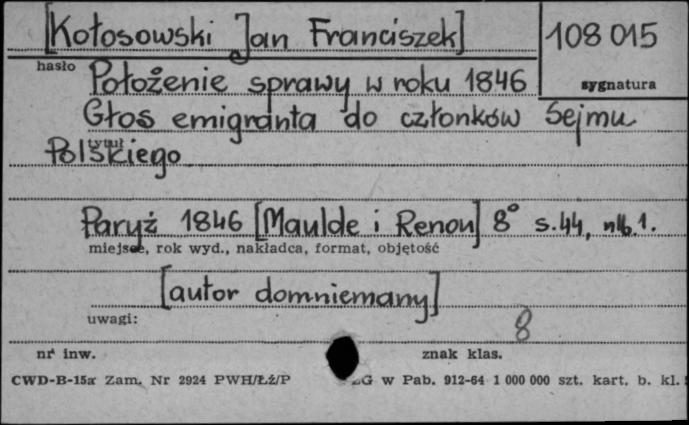 [Kołosowski Jan Franciszek] 108 015
hasło
sygnatura
Położenie sprawy w roku 1846
Głos emigranta do członków Sejmu
tytuł
Polskiego
Paryż 1846 [Maulde i Renou] 8° s. 44, nlb. 1.
miejsce, rok wyd., nakładca, format, objętość
[autor domniemany]
uwagi:
8
nr inw. znak klas.
CWD-B-15a Zam. Nr 2924 PWH/Łź/P G w Pab. 912-64 1 000 000 szt. kart. b. kl.